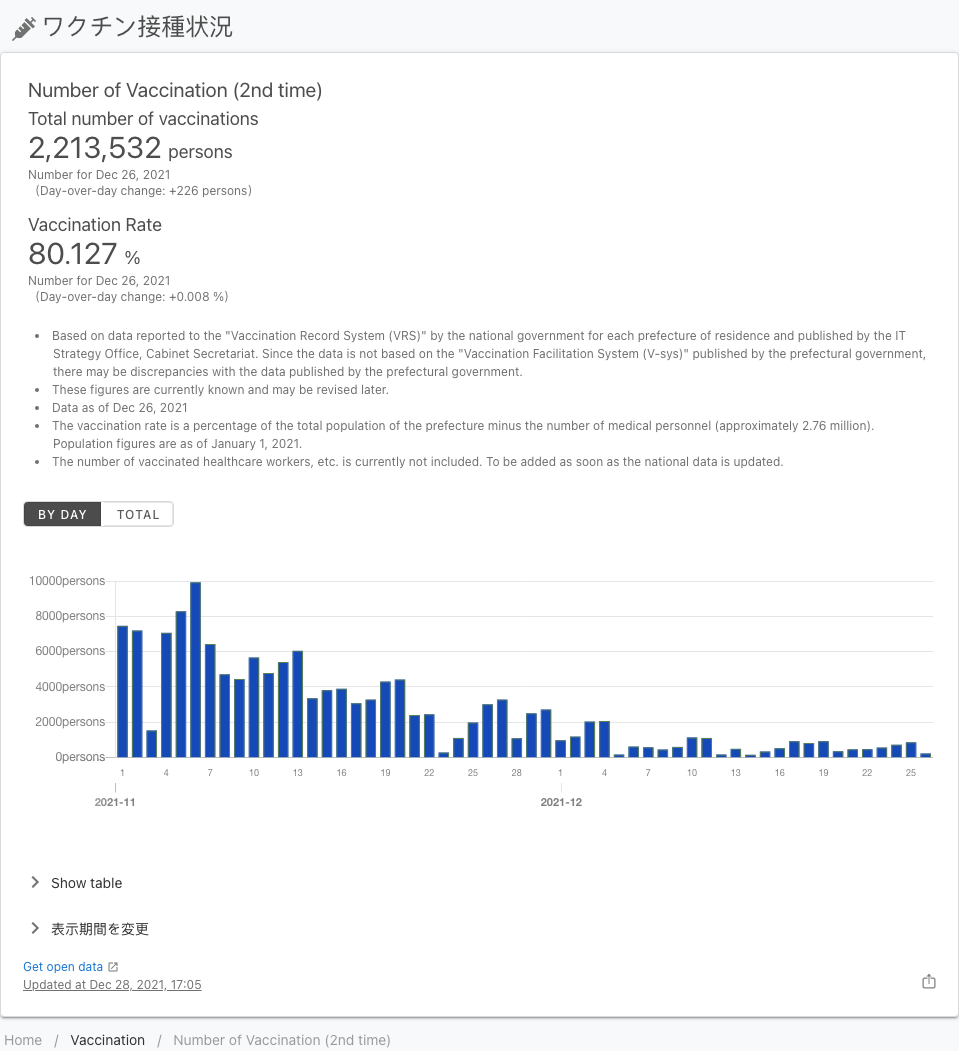 ワクチン接種状況
Number of Vaccination (2nd time)
Total number of vaccinations
2,213,532 persons
Number for Dec 26, 2021
(Day-over-day change: +226 persons)
Vaccination Rate
80.127 %
Number for Dec 26, 2021
(Day-over-day change: +0.008 %)
• Based on data reported to the "Vaccination Record System (VRS)" by the national government for each prefecture of residence and published by the IT
Strategy Office, Cabinet Secretariat. Since the data is not based on the "Vaccination Facilitation System (V-sys)" published by the prefectural government,
there may be discrepancies with the data published by the prefectural government.
• These figures are currently known and may be revised later.
• Data as of Dec 26, 2021
• The vaccination rate is a percentage of the total population of the prefecture minus the number of medical personnel (approximately 2.76 million).
Population figures are as of January 1, 2021.
• The number of vaccinated healthcare workers, etc. is currently not included. To be added as soon as the national data is updated.
BY DAY TOTAL
10000persons
8000persons
6000persons
4000persons
2000persons
0persons
1 4 7 10 13 16 19 22 25 28 1 4 7 10 13 16 19 22 25
2021-11 2021-12
Show table
表示期間を変更
Get open data
Updated at Dec 28, 2021, 17:05
Home / Vaccination / Number of Vaccination (2nd time)